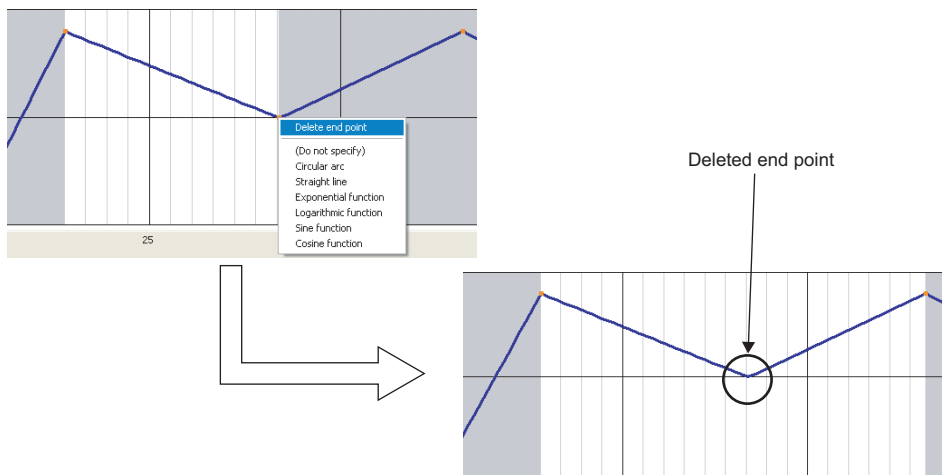 Delete end point
(Do not specify)
Circular arc
Straight line
Exponential function
Logarithmic function
Sine function
Cosine function
25
Deleted end point